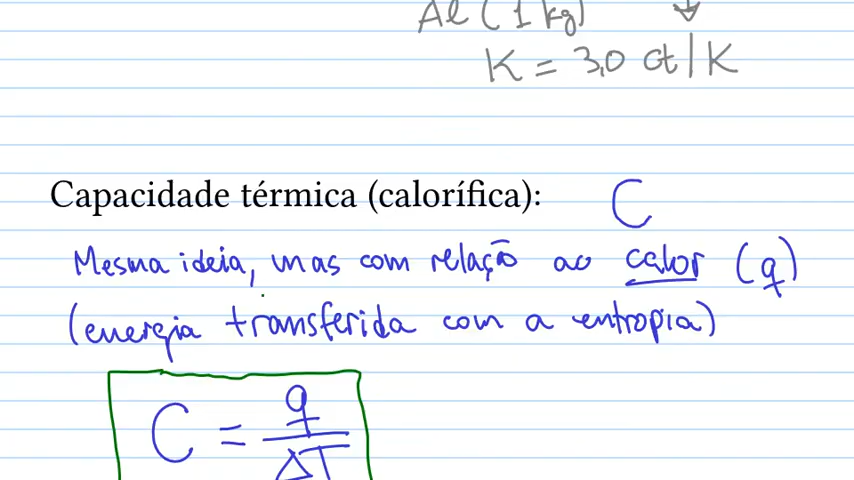 Al (1 kg)
K = 3,0 Ct/K
Capacidade térmica (calorífica): C
Mesma ideia, mas com relação ao calor (q)
(energia transferida com a entropia)
C = q/ΔT